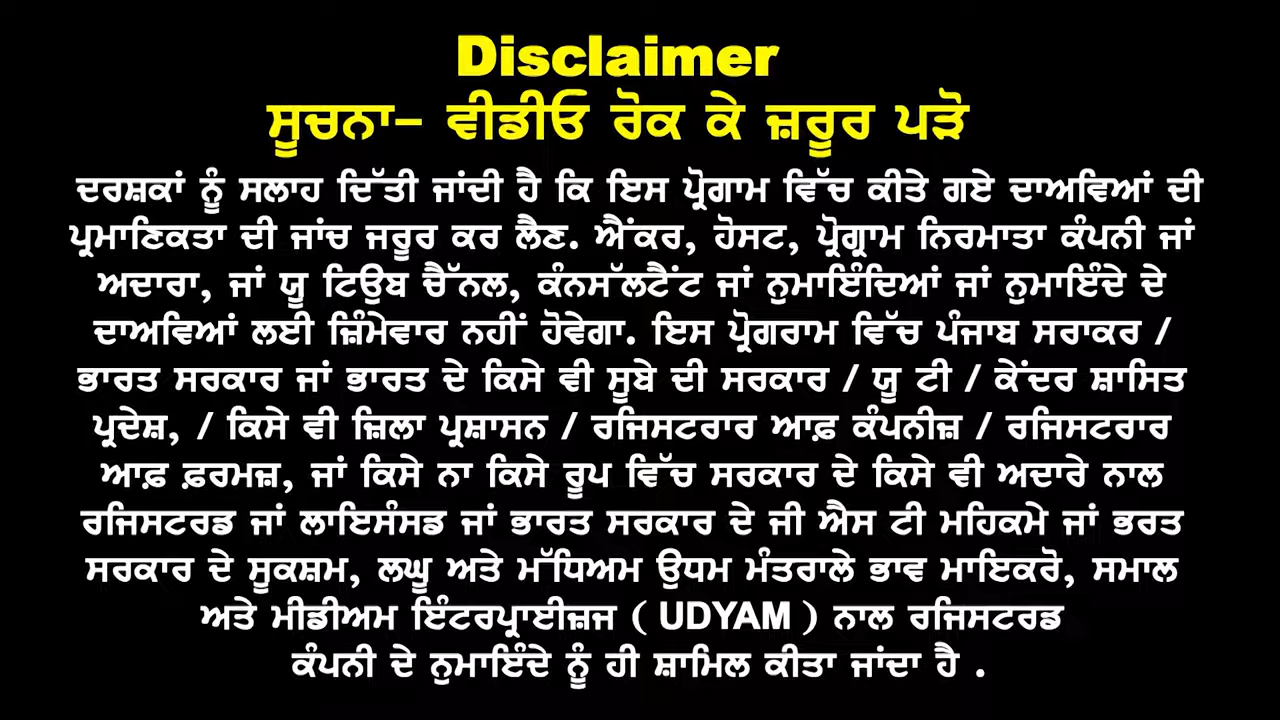 Disclaimer
ਸੂਚਨਾ- ਵੀਡੀਓ ਰੋਕ ਕੇ ਜ਼ਰੂਰ ਪੜੋ
ਦਰਸ਼ਕਾਂ ਨੂੰ ਸਲਾਹ ਦਿੱਤੀ ਜਾਂਦੀ ਹੈ ਕਿ ਇਸ ਪ੍ਰੋਗਾਮ ਵਿੱਚ ਕੀਤੇ ਗਏ ਦਾਅਵਿਆਂ ਦੀ
ਪ੍ਰਮਾਣਿਕਤਾ ਦੀ ਜਾਂਚ ਜਰੂਰ ਕਰ ਲੈਣ. ਐਂਕਰ, ਹੋਸਟ, ਪ੍ਰੋਗ੍ਰਾਮ ਨਿਰਮਾਤਾ ਕੰਪਨੀ ਜਾਂ
ਅਦਾਰਾ, ਜਾਂ ਯੂ ਟਿਊਬ ਚੈੱਨਲ, ਕੰਨਸੱਲਟੈਂਟ ਜਾਂ ਨੁਮਾਇੰਦਿਆਂ ਜਾਂ ਨੁਮਾਇੰਦੇ ਦੇ
ਦਾਅਵਿਆਂ ਲਈ ਜ਼ਿੰਮੇਵਾਰ ਨਹੀਂ ਹੋਵੇਗਾ. ਇਸ ਪ੍ਰੋਗਰਾਮ ਵਿੱਚ ਪੰਜਾਬ ਸਰਾਕਰ /
ਭਾਰਤ ਸਰਕਾਰ ਜਾਂ ਭਾਰਤ ਦੇ ਕਿਸੇ ਵੀ ਸੂਬੇ ਦੀ ਸਰਕਾਰ / ਯੂ ਟੀ / ਕੇਂਦਰ ਸ਼ਾਸਿਤ
ਪ੍ਰਦੇਸ਼, / ਕਿਸੇ ਵੀ ਜ਼ਿਲਾ ਪ੍ਰਸ਼ਾਸਨ / ਰਜਿਸਟਰਾਰ ਆਫ਼ ਕੰਪਨੀਜ਼ / ਰਜਿਸਟਰਾਰ
ਆਫ਼ ਫ਼ਰਮਜ਼, ਜਾਂ ਕਿਸੇ ਨਾ ਕਿਸੇ ਰੂਪ ਵਿੱਚ ਸਰਕਾਰ ਦੇ ਕਿਸੇ ਵੀ ਅਦਾਰੇ ਨਾਲ
ਰਜਿਸਟਰਡ ਜਾਂ ਲਾਇਸੰਸਡ ਜਾਂ ਭਾਰਤ ਸਰਕਾਰ ਦੇ ਜੀ ਐਸ ਟੀ ਮਹਿਕਮੇ ਜਾਂ ਭਰਤ
ਸਰਕਾਰ ਦੇ ਸੂਕਸ਼ਮ, ਲਘੂ ਅਤੇ ਮੱਧਿਅਮ ਉਧਮ ਮੰਤਰਾਲੇ ਭਾਵ ਮਾਇਕਰੋ, ਸਮਾਲ
ਅਤੇ ਮੀਡੀਅਮ ਇੰਟਰਪ੍ਰਾਈਜ਼ਜ ( UDYAM ) ਨਾਲ ਰਜਿਸਟਰਡ
ਕੰਪਨੀ ਦੇ ਨੁਮਾਇੰਦੇ ਨੂੰ ਹੀ ਸ਼ਾਮਿਲ ਕੀਤਾ ਜਾਂਦਾ ਹੈ .